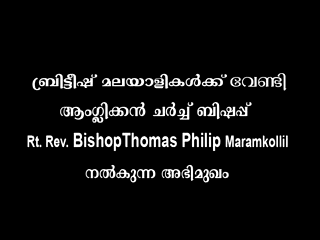 ബ്രിട്ടീഷ് മലയാളികൾക്ക് വേണ്ടി
ആംഗ്ലിക്കൻ ചർച്ച് ബിഷപ്പ്
Rt. Rev. BishopThomas Philip Maramkollil
നൽകുന്ന അഭിമുഖം